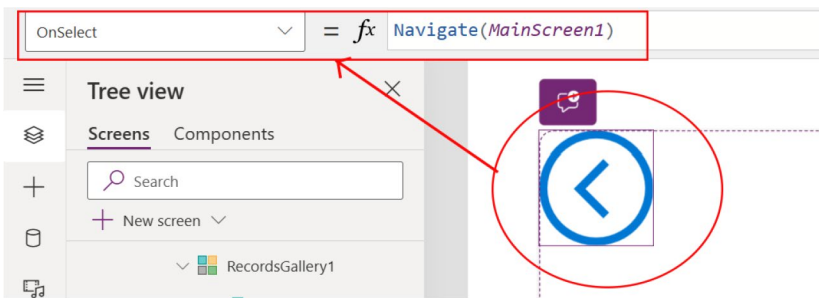 OnSelect = fx Navigate(MainScreen1)
Tree view
Screens Components
Search
New screen
RecordsGallery1